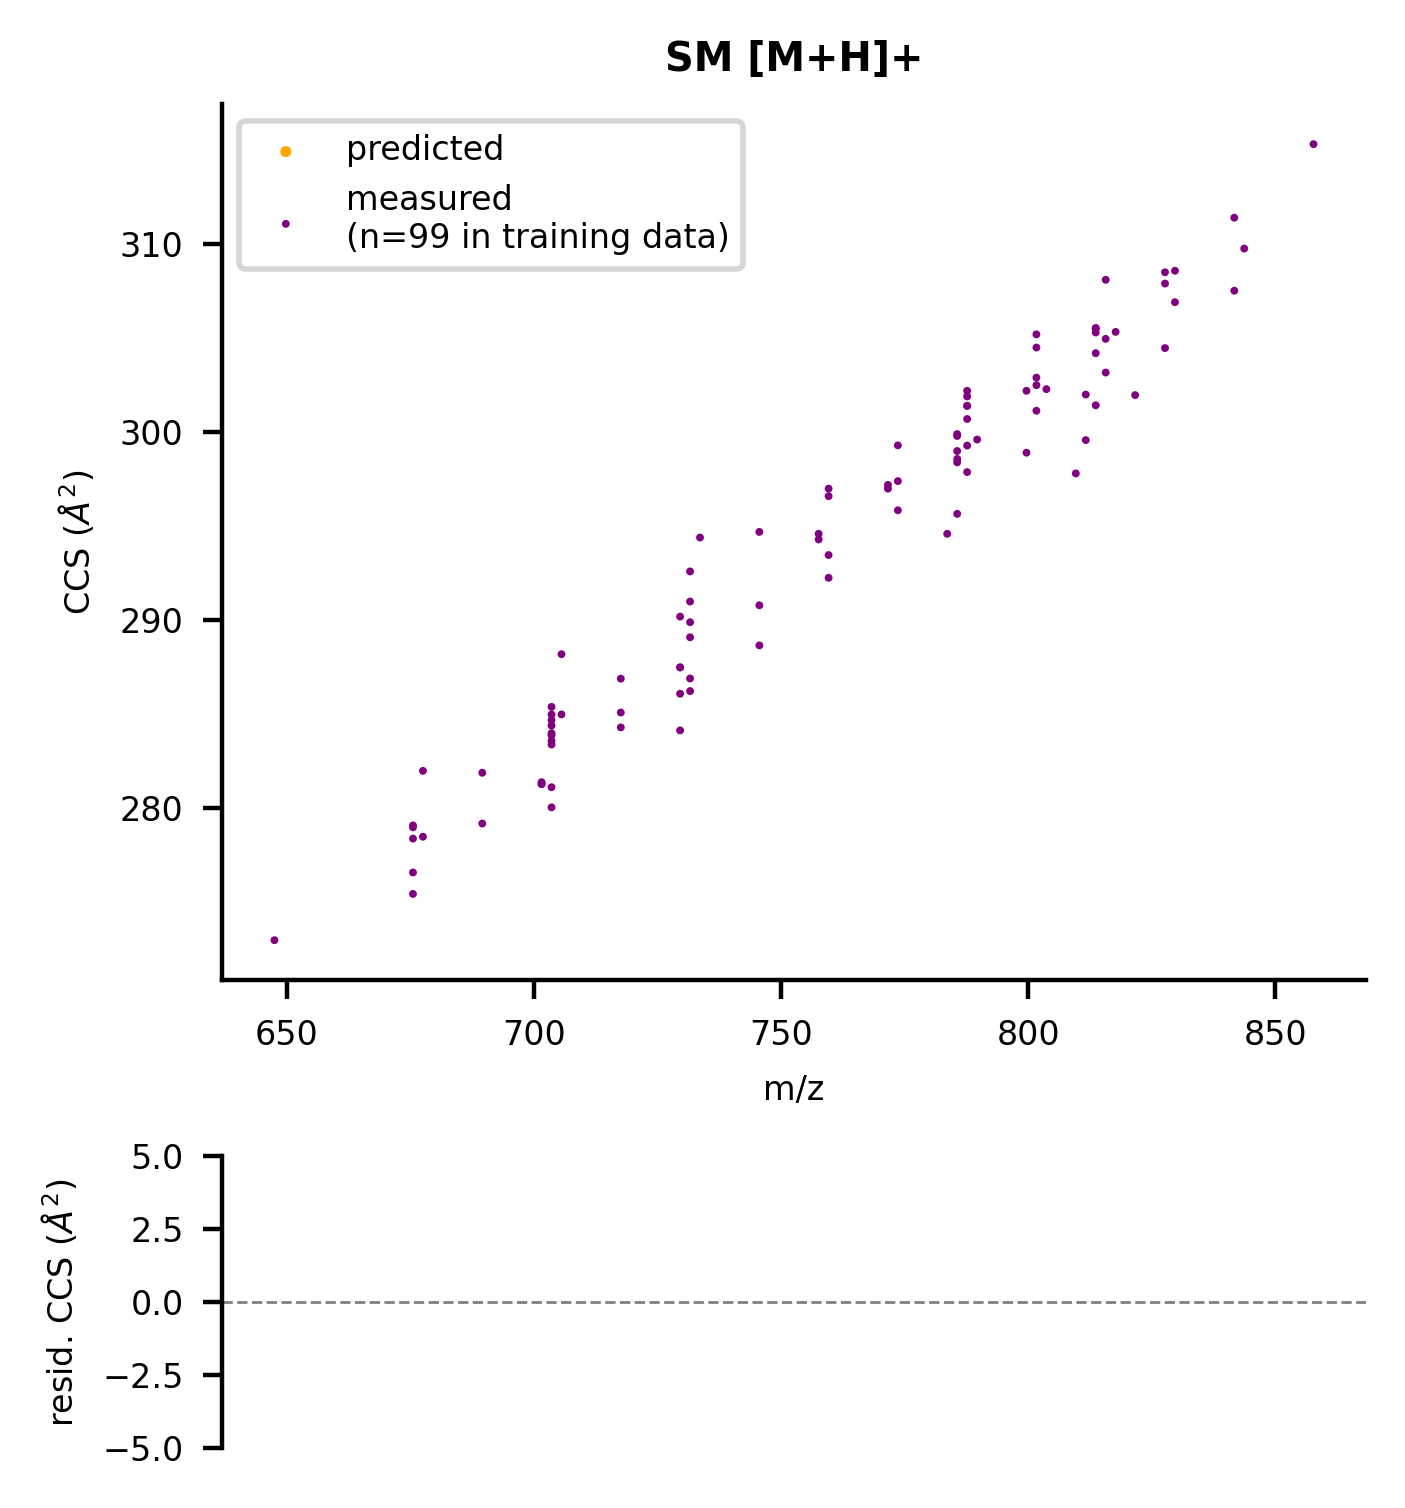 SM [M+H]+
predicted
measured
(n=99 in training data)
CCS (Å²)
310
300
290
280
650 700 750 800 850
m/z
resid. CCS (Å²)
5.0
2.5
0.0
−2.5
−5.0